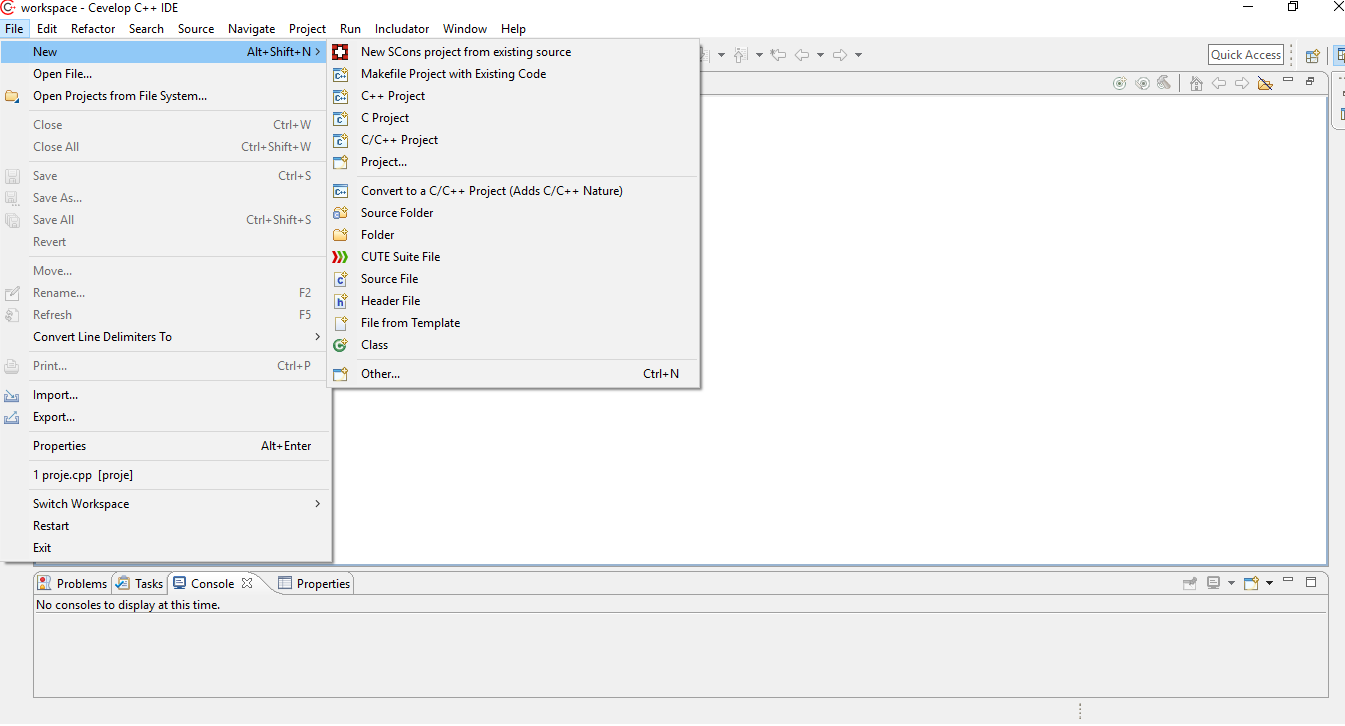 workspace - Cevelop C++ IDE
File Edit Refactor Search Source Navigate Project Run Includator Window Help
Quick Access
New Alt+Shift+N
Open File...
Open Projects from File System...
Close Ctrl+W
Close All Ctrl+Shift+W
Save Ctrl+S
Save As...
Save All Ctrl+Shift+S
Revert
Move...
Rename... F2
Refresh F5
Convert Line Delimiters To
Print... Ctrl+P
Import...
Export...
Properties Alt+Enter
1 proje.cpp [proje]
Switch Workspace
Restart
Exit
New SCons project from existing source
Makefile Project with Existing Code
C++ Project
C Project
C/C++ Project
Project...
Convert to a C/C++ Project (Adds C/C++ Nature)
Source Folder
Folder
CUTE Suite File
Source File
Header File
File from Template
Class
Other... Ctrl+N
Problems Tasks Console Properties
No consoles to display at this time.